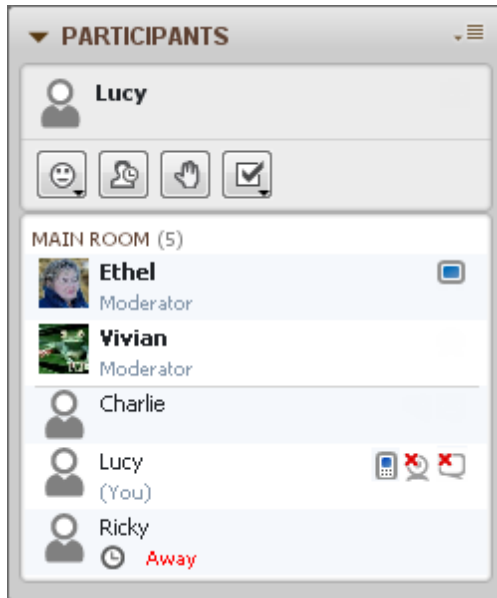 PARTICIPANTS
Lucy
MAIN ROOM (5)
Ethel
Moderator
Vivian
Moderator
Charlie
Lucy
(You)
Ricky
Away